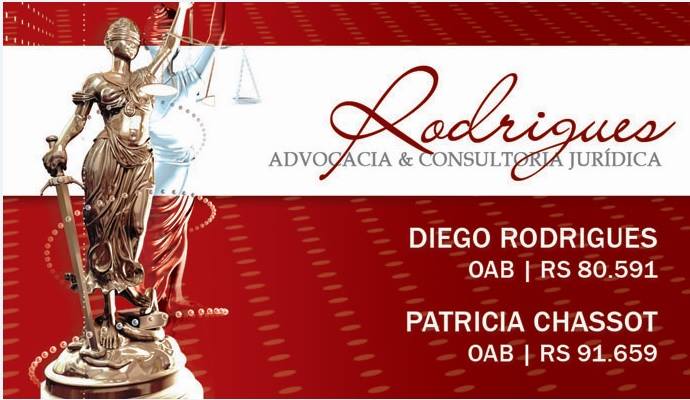 Rodrigues
ADVOCACIA & CONSULTORIA JURÍDICA
DIEGO RODRIGUES
OAB | RS 80.591
PATRICIA CHASSOT
OAB | RS 91.659